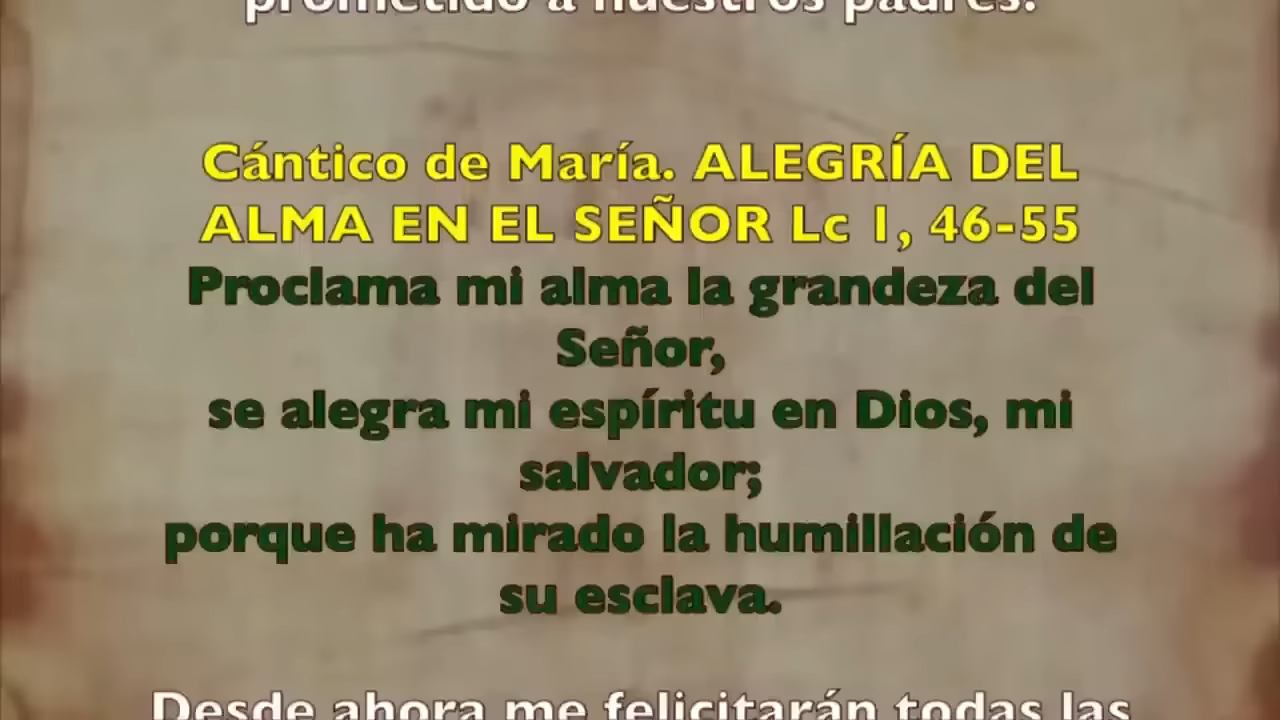 prometido a nuestros padres.
Cántico de María. ALEGRÍA DEL
ALMA EN EL SEÑOR Lc 1, 46-55
Proclama mi alma la grandeza del
Señor,
se alegra mi espíritu en Dios, mi
salvador;
porque ha mirado la humillación de
su esclava.
Desde ahora me felicitarán todas las